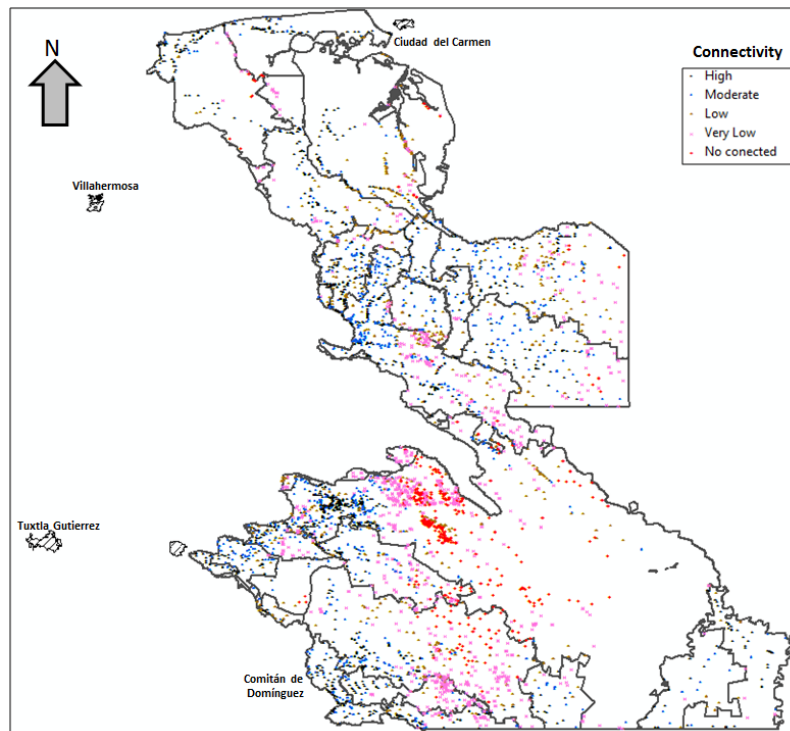 N
Ciudad del Carmen
Connectivity
High
Moderate
Low
Very Low
No conected
Villahermosa
Tuxtla Gutierrez
Comitán de
Domínguez